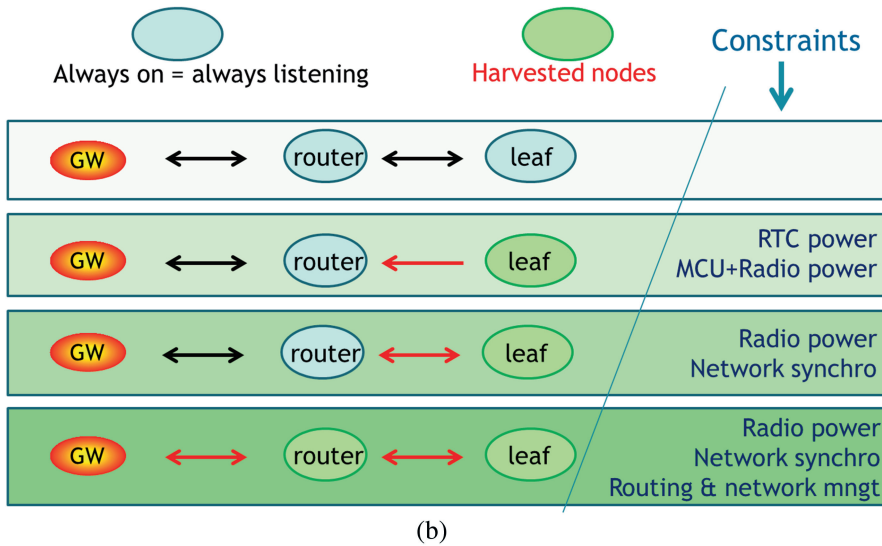 Constraints
Always on = always listening
Harvested nodes
GW
router
leaf
GW
router
leaf
RTC power
MCU+Radio power
GW
router
leaf
Radio power
Network synchro
GW
router
leaf
Radio power
Network synchro
Routing & network mngt
(b)